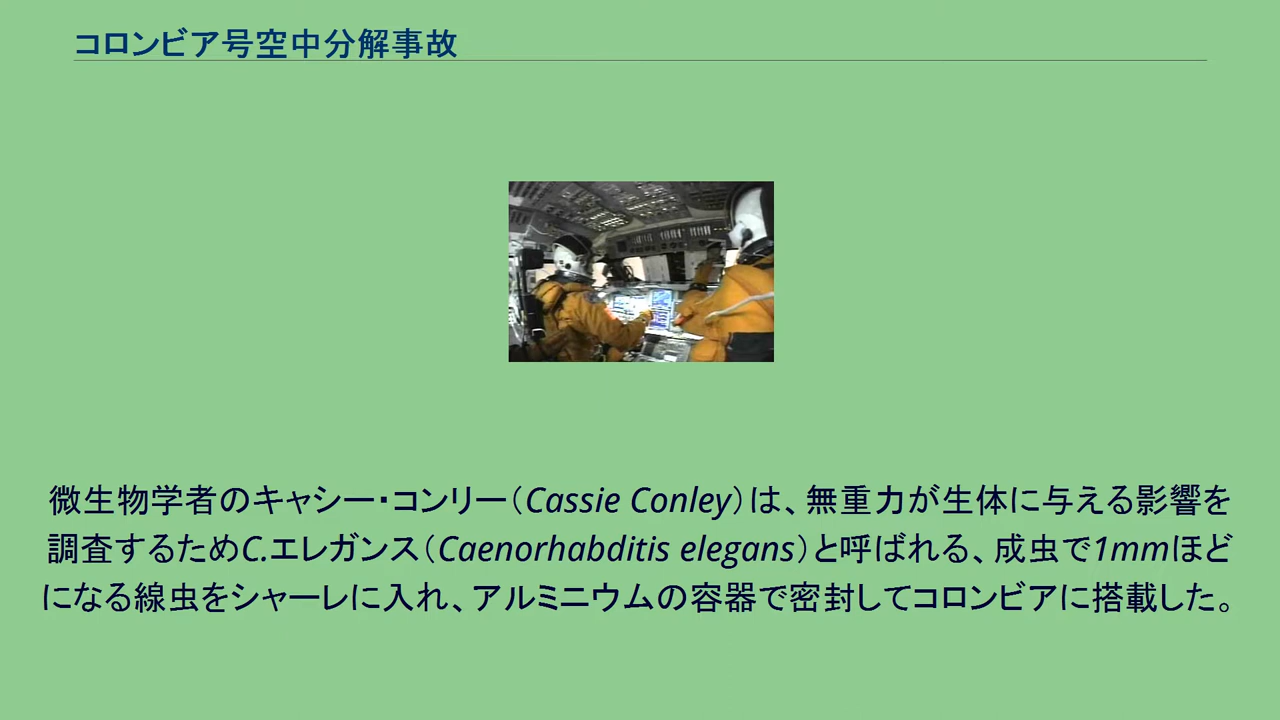 コロンビア号空中分解事故
微生物学者のキャシー・コンリー（Cassie Conley）は、無重力が生体に与える影響を
調査するためC.エレガンス（Caenorhabditis elegans）と呼ばれる、成虫で1mmほど
になる線虫をシャーレに入れ、アルミニウムの容器で密封してコロンビアに搭載した。